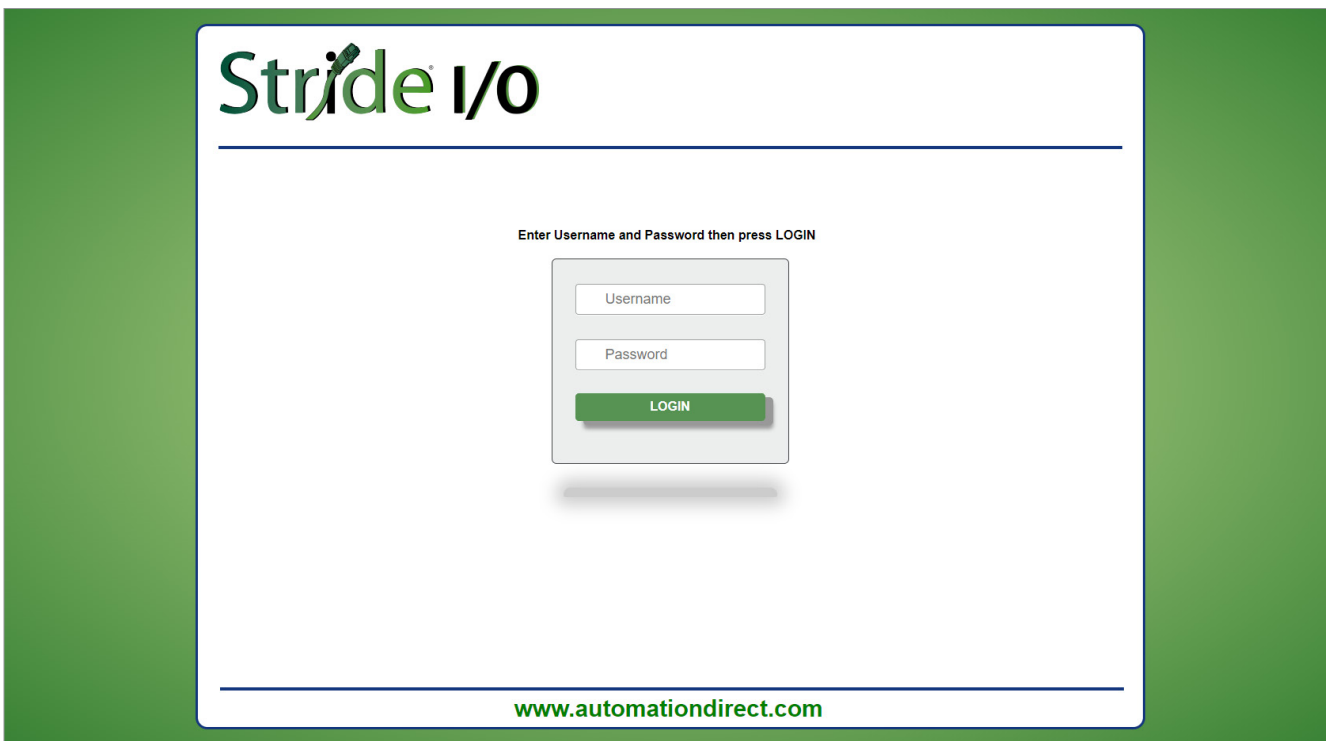 Stride® I/O
Enter Username and Password then press LOGIN
Username
Password
LOGIN
www.automationdirect.com